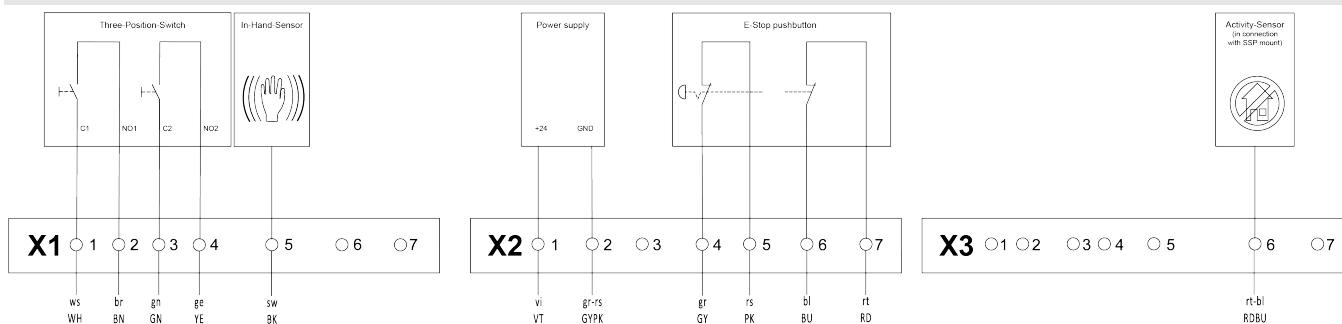 Three-Position-Switch
In-Hand-Sensor
Power supply
E-Stop pushbutton
Activity-Sensor
(in connection
with SSP mount)
C1 NO1 C2 NO2
+24 GND
X1 1 2 3 4 5 6 7
X2 1 2 3 4 5 6 7
X3 1 2 3 4 5 6 7
ws br gn ge sw
WH BN GN YE BK
vi gr-rs gr rs bl rt
VT GYPK GY PK BU RD
rt-bl
RDBU